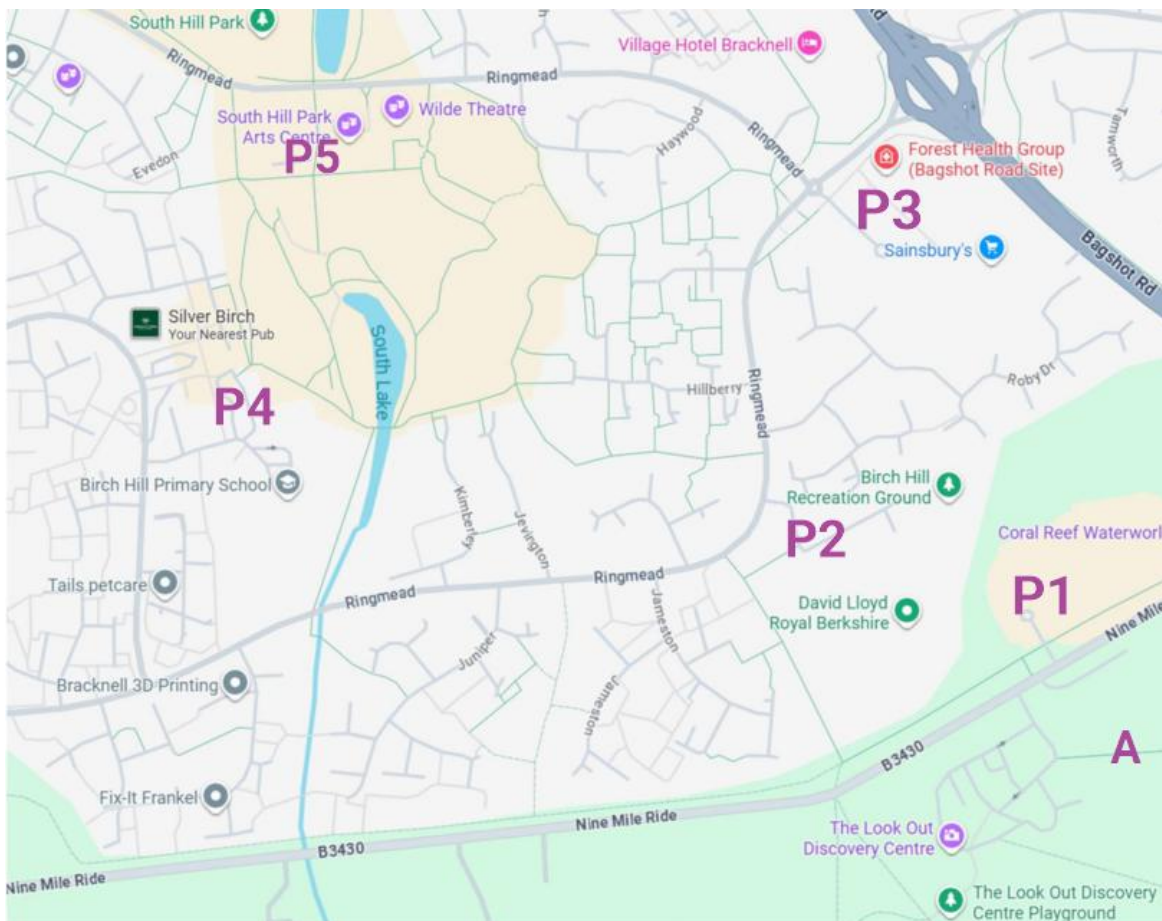 South Hill Park
Rd
Village Hotel Bracknell
Ringmead
South Hill Park
Arts Centre
Wilde Theatre
Haywood
Ringmead
Tamworth
Evedon
P5
Forest Health Group
(Bagshot Road Site)
P3
Sainsbury's
Bagshot Rd
Silver Birch
Your Nearest Pub
South Lake
Ringmead
Hillberry
Roby Dr
P4
Birch Hill Primary School
Birch Hill
Recreation Ground
Kimberley
Jevington
P2
Coral Reef Waterworl
Tails petcare
Ringmead
Ringmead
P1
Jameston
David Lloyd
Royal Berkshire
Nine Mile
Juniper
Bracknell 3D Printing
Jameston
A
B3430
Fix-It Frankel
Nine Mile Ride
The Look Out
Discovery Centre
B3430
Nine Mile Ride
The Look Out Discovery
Centre Playground